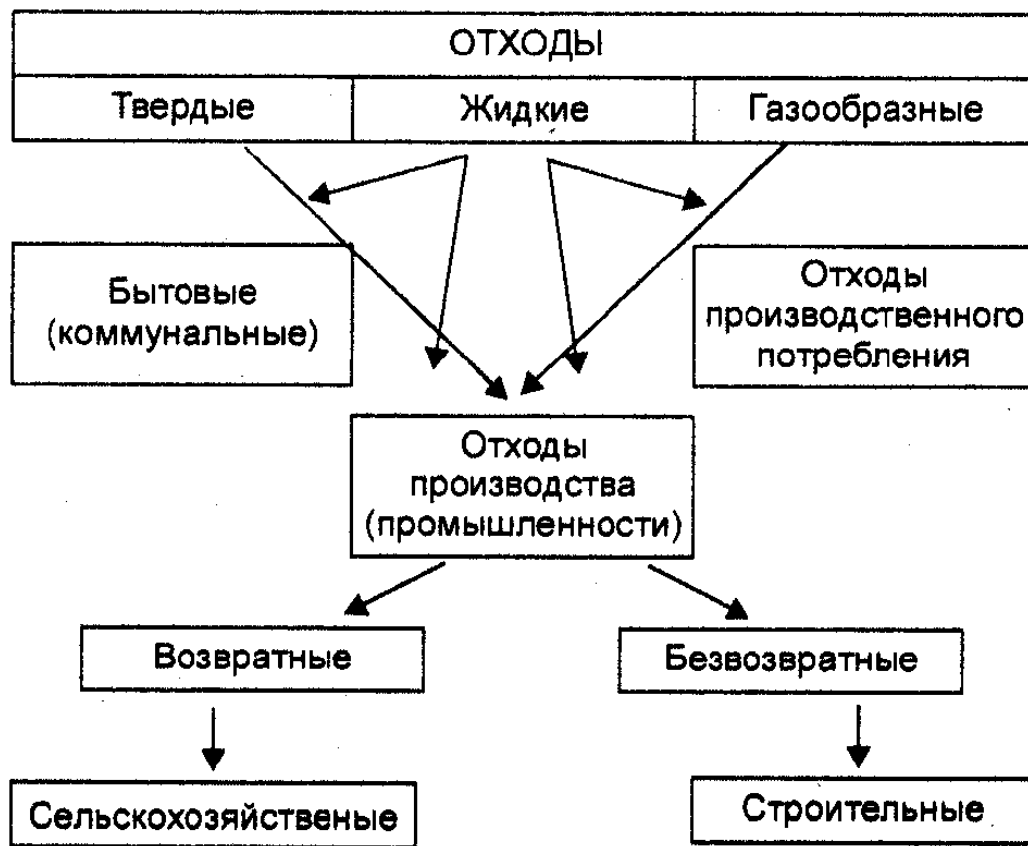 ОТХОДЫ
Твердые
Жидкие
Газообразные
Бытовые
(коммунальные)
Отходы
производственного
потребления
Отходы
производства
(промышленности)
Возвратные
Безвозвратные
Сельскохозяйственые
Строительные